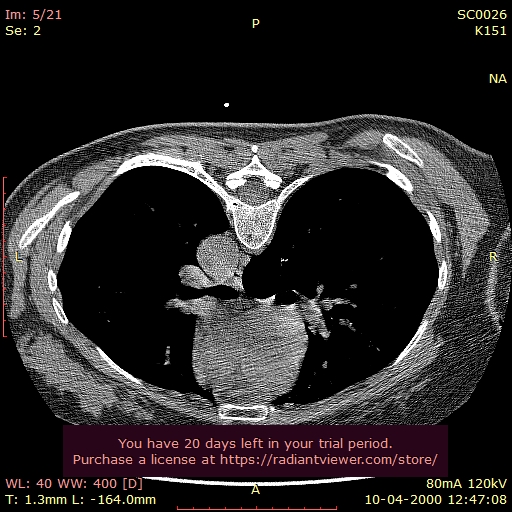 Im: 5/21
Se: 2
P
SC0026
K151
NA
L
R
You have 20 days left in your trial period.
Purchase a license at https://radiantviewer.com/store/
WL: 40 WW: 400 [D]
T: 1.3mm L: -164.0mm
A
80mA 120kV
10-04-2000 12:47:08